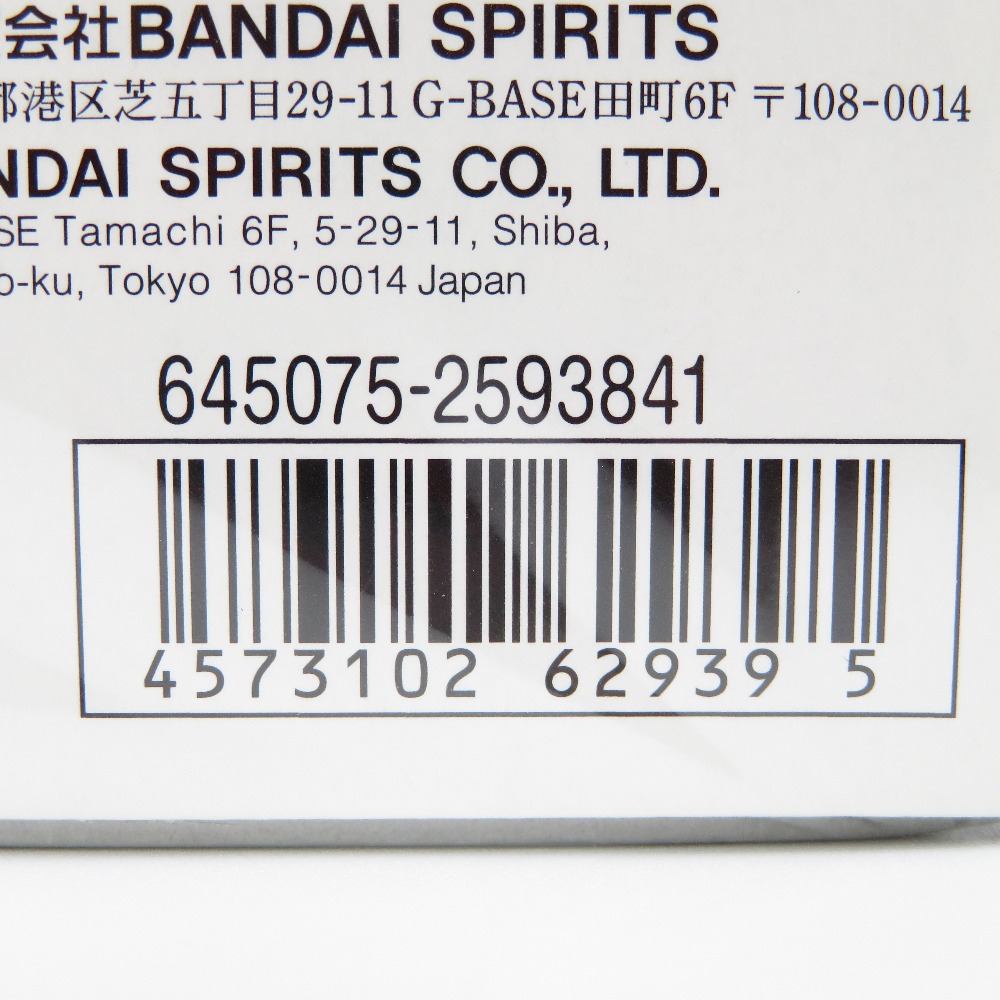 会社BANDAI SPIRITS
港区芝五丁目29-11 G-BASE田町6F 〒108-0014
NDAI SPIRITS CO., LTD.
SE Tamachi 6F, 5-29-11, Shiba,
o-ku, Tokyo 108-0014 Japan
645075-2593841
4573102 62939 5